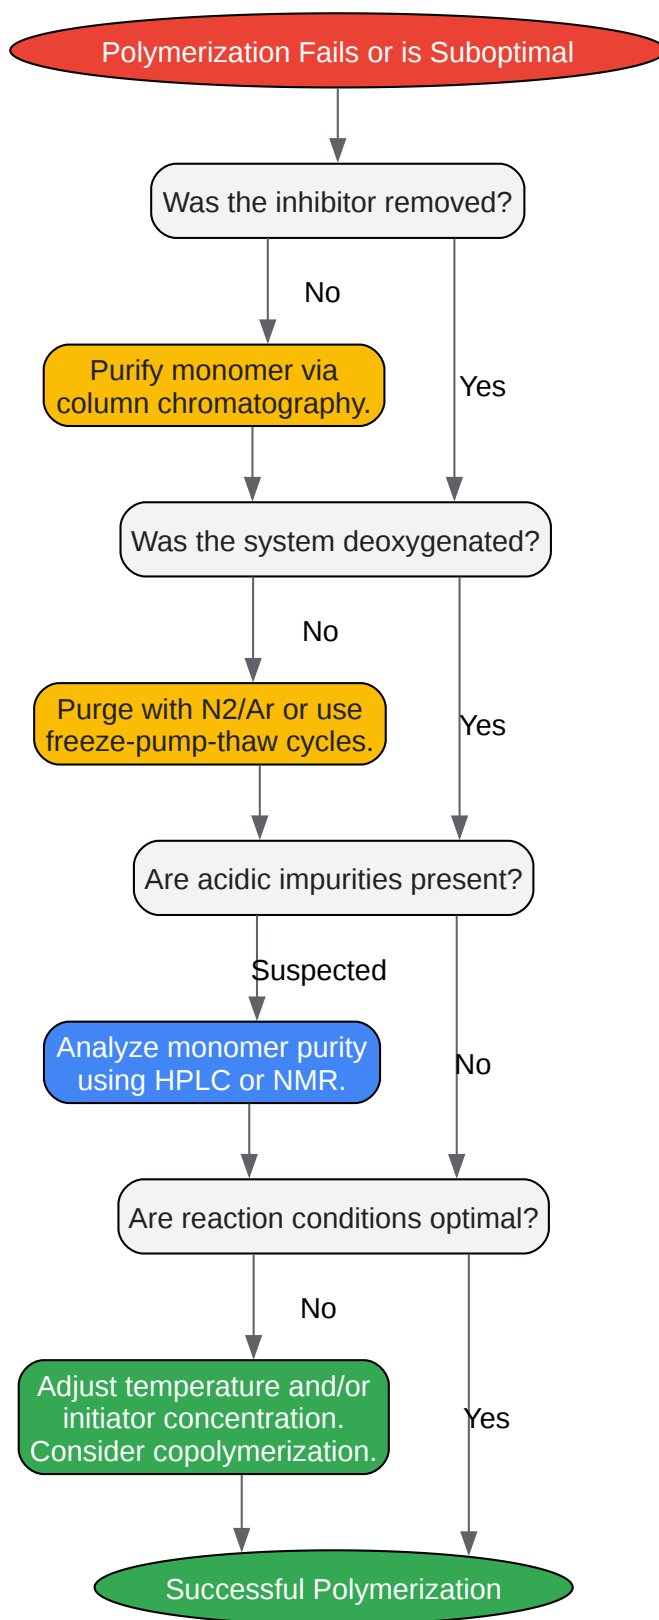 Polymerization Fails or is Suboptimal
Was the inhibitor removed?
No
Purify monomer via
column chromatography.
Yes
Was the system deoxygenated?
No
Purge with N2/Ar or use
freeze-pump-thaw cycles.
Yes
Are acidic impurities present?
Suspected
Analyze monomer purity
using HPLC or NMR.
No
Are reaction conditions optimal?
No
Adjust temperature and/or
initiator concentration.
Consider copolymerization.
Yes
Successful Polymerization